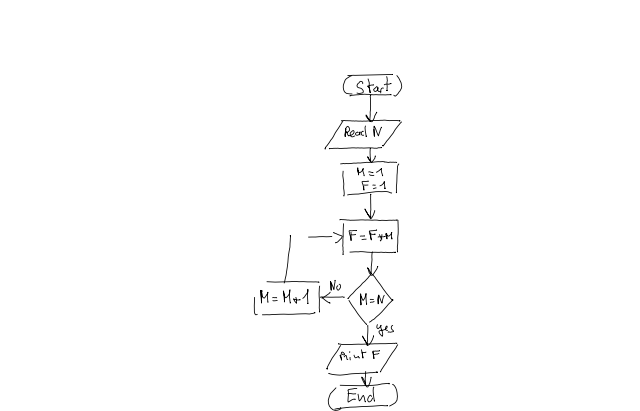 Start
Read N
M=1
F=1
F=F*M
M=N
No
M=M+1
yes
Print F
End